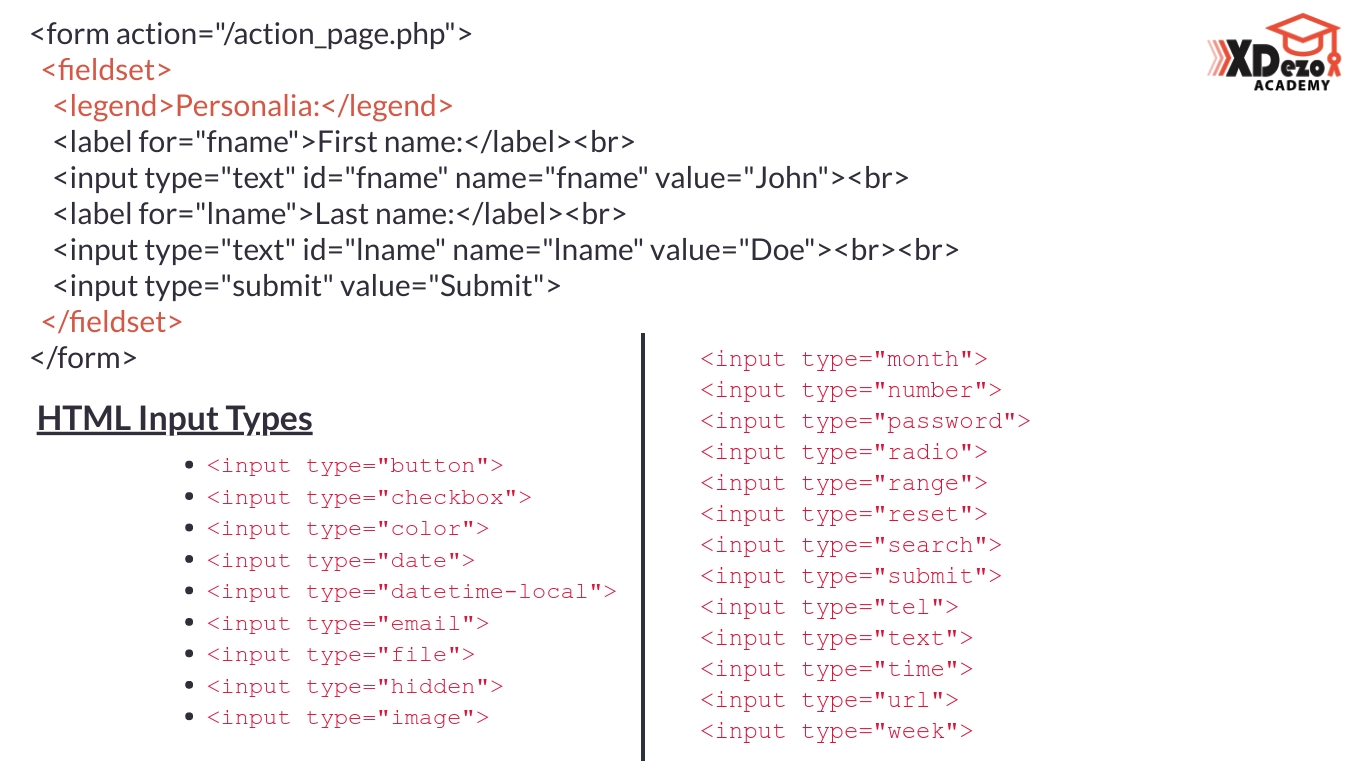 <form action="/action_page.php">
<fieldset>
<legend>Personalia:</legend>
<label for="fname">First name:</label><br>
<input type="text" id="fname" name="fname" value="John"><br>
<label for="lname">Last name:</label><br>
<input type="text" id="lname" name="lname" value="Doe"><br><br>
<input type="submit" value="Submit">
</fieldset>
</form>
XDezo
ACADEMY
HTML Input Types
• <input type="button">
• <input type="checkbox">
• <input type="color">
• <input type="date">
• <input type="datetime-local">
• <input type="email">
• <input type="file">
• <input type="hidden">
• <input type="image">
<input type="month">
<input type="number">
<input type="password">
<input type="radio">
<input type="range">
<input type="reset">
<input type="search">
<input type="submit">
<input type="tel">
<input type="text">
<input type="time">
<input type="url">
<input type="week">